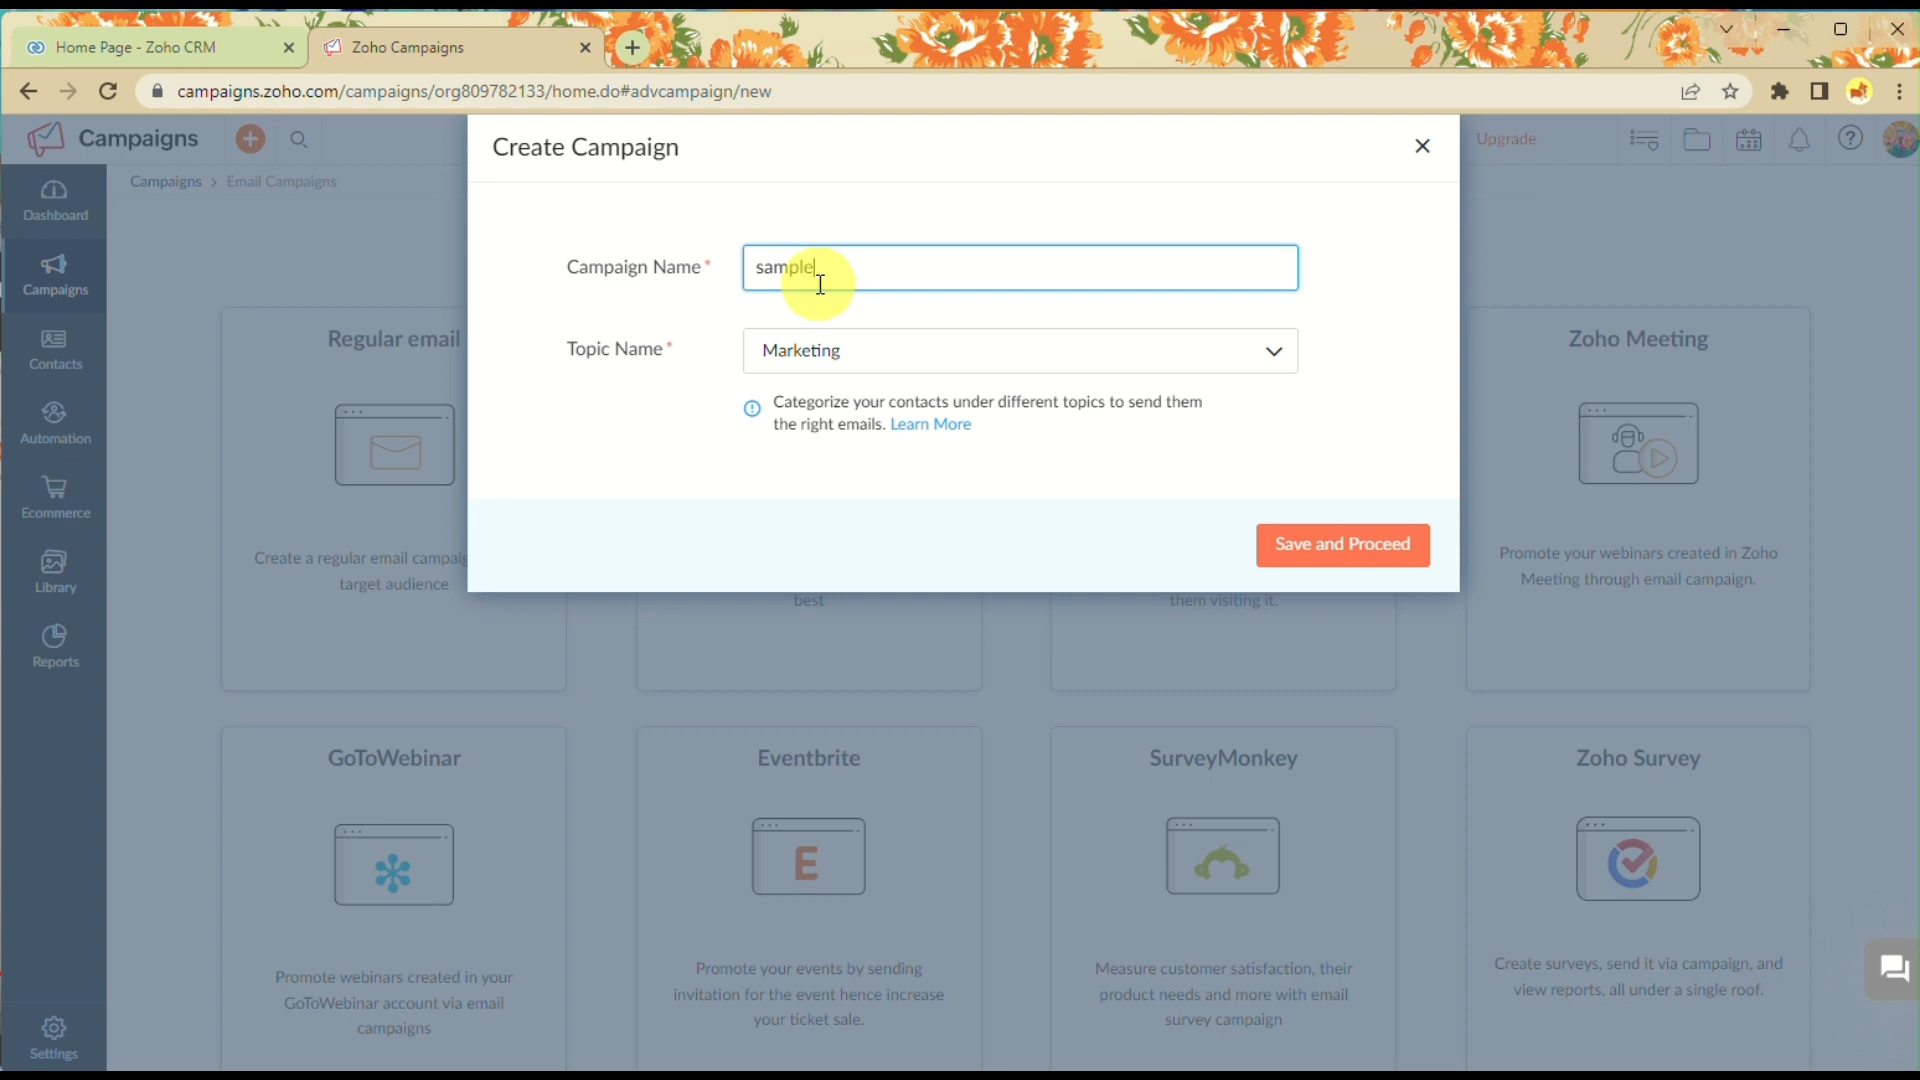 Home Page - Zoho CRM
Zoho Campaigns
campaigns.zoho.com/campaigns/org809782133/home.do#advcampaign/new
Campaigns
Create Campaign
Upgrade
Campaigns > Email Campaigns
Dashboard
Campaigns
Contacts
Automation
Ecommerce
Library
Reports
Settings
Campaign Name*
sample
Topic Name*
Marketing
Categorize your contacts under different topics to send them
the right emails. Learn More
Save and Proceed
Regular email
Create a regular email campaig
target audience
best
them visiting it.
Zoho Meeting
Promote your webinars created in Zoho
Meeting through email campaign.
GoToWebinar
Promote webinars created in your
GoToWebinar account via email
campaigns
Eventbrite
E
Promote your events by sending
invitation for the event hence increase
your ticket sale.
SurveyMonkey
Measure customer satisfaction, their
product needs and more with email
survey campaign
Zoho Survey
Create surveys, send it via campaign, and
view reports, all under a single roof.